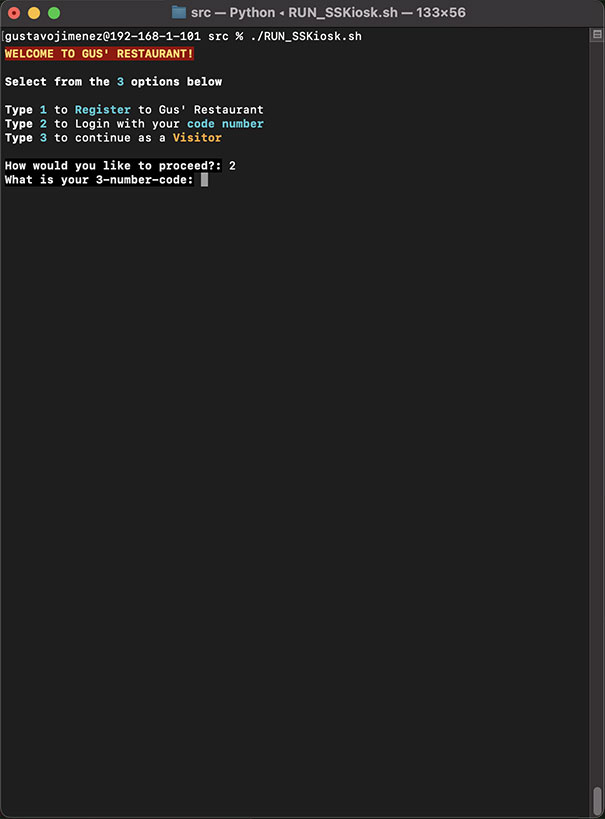 src — Python ◂ RUN_SSKiosk.sh — 133×56
[gustavojimenez@192-168-1-101 src % ./RUN_SSKiosk.sh
WELCOME TO GUS' RESTAURANT!
Select from the 3 options below
Type 1 to Register to Gus' Restaurant
Type 2 to Login with your code number
Type 3 to continue as a Visitor
How would you like to proceed?: 2
What is your 3-number-code: